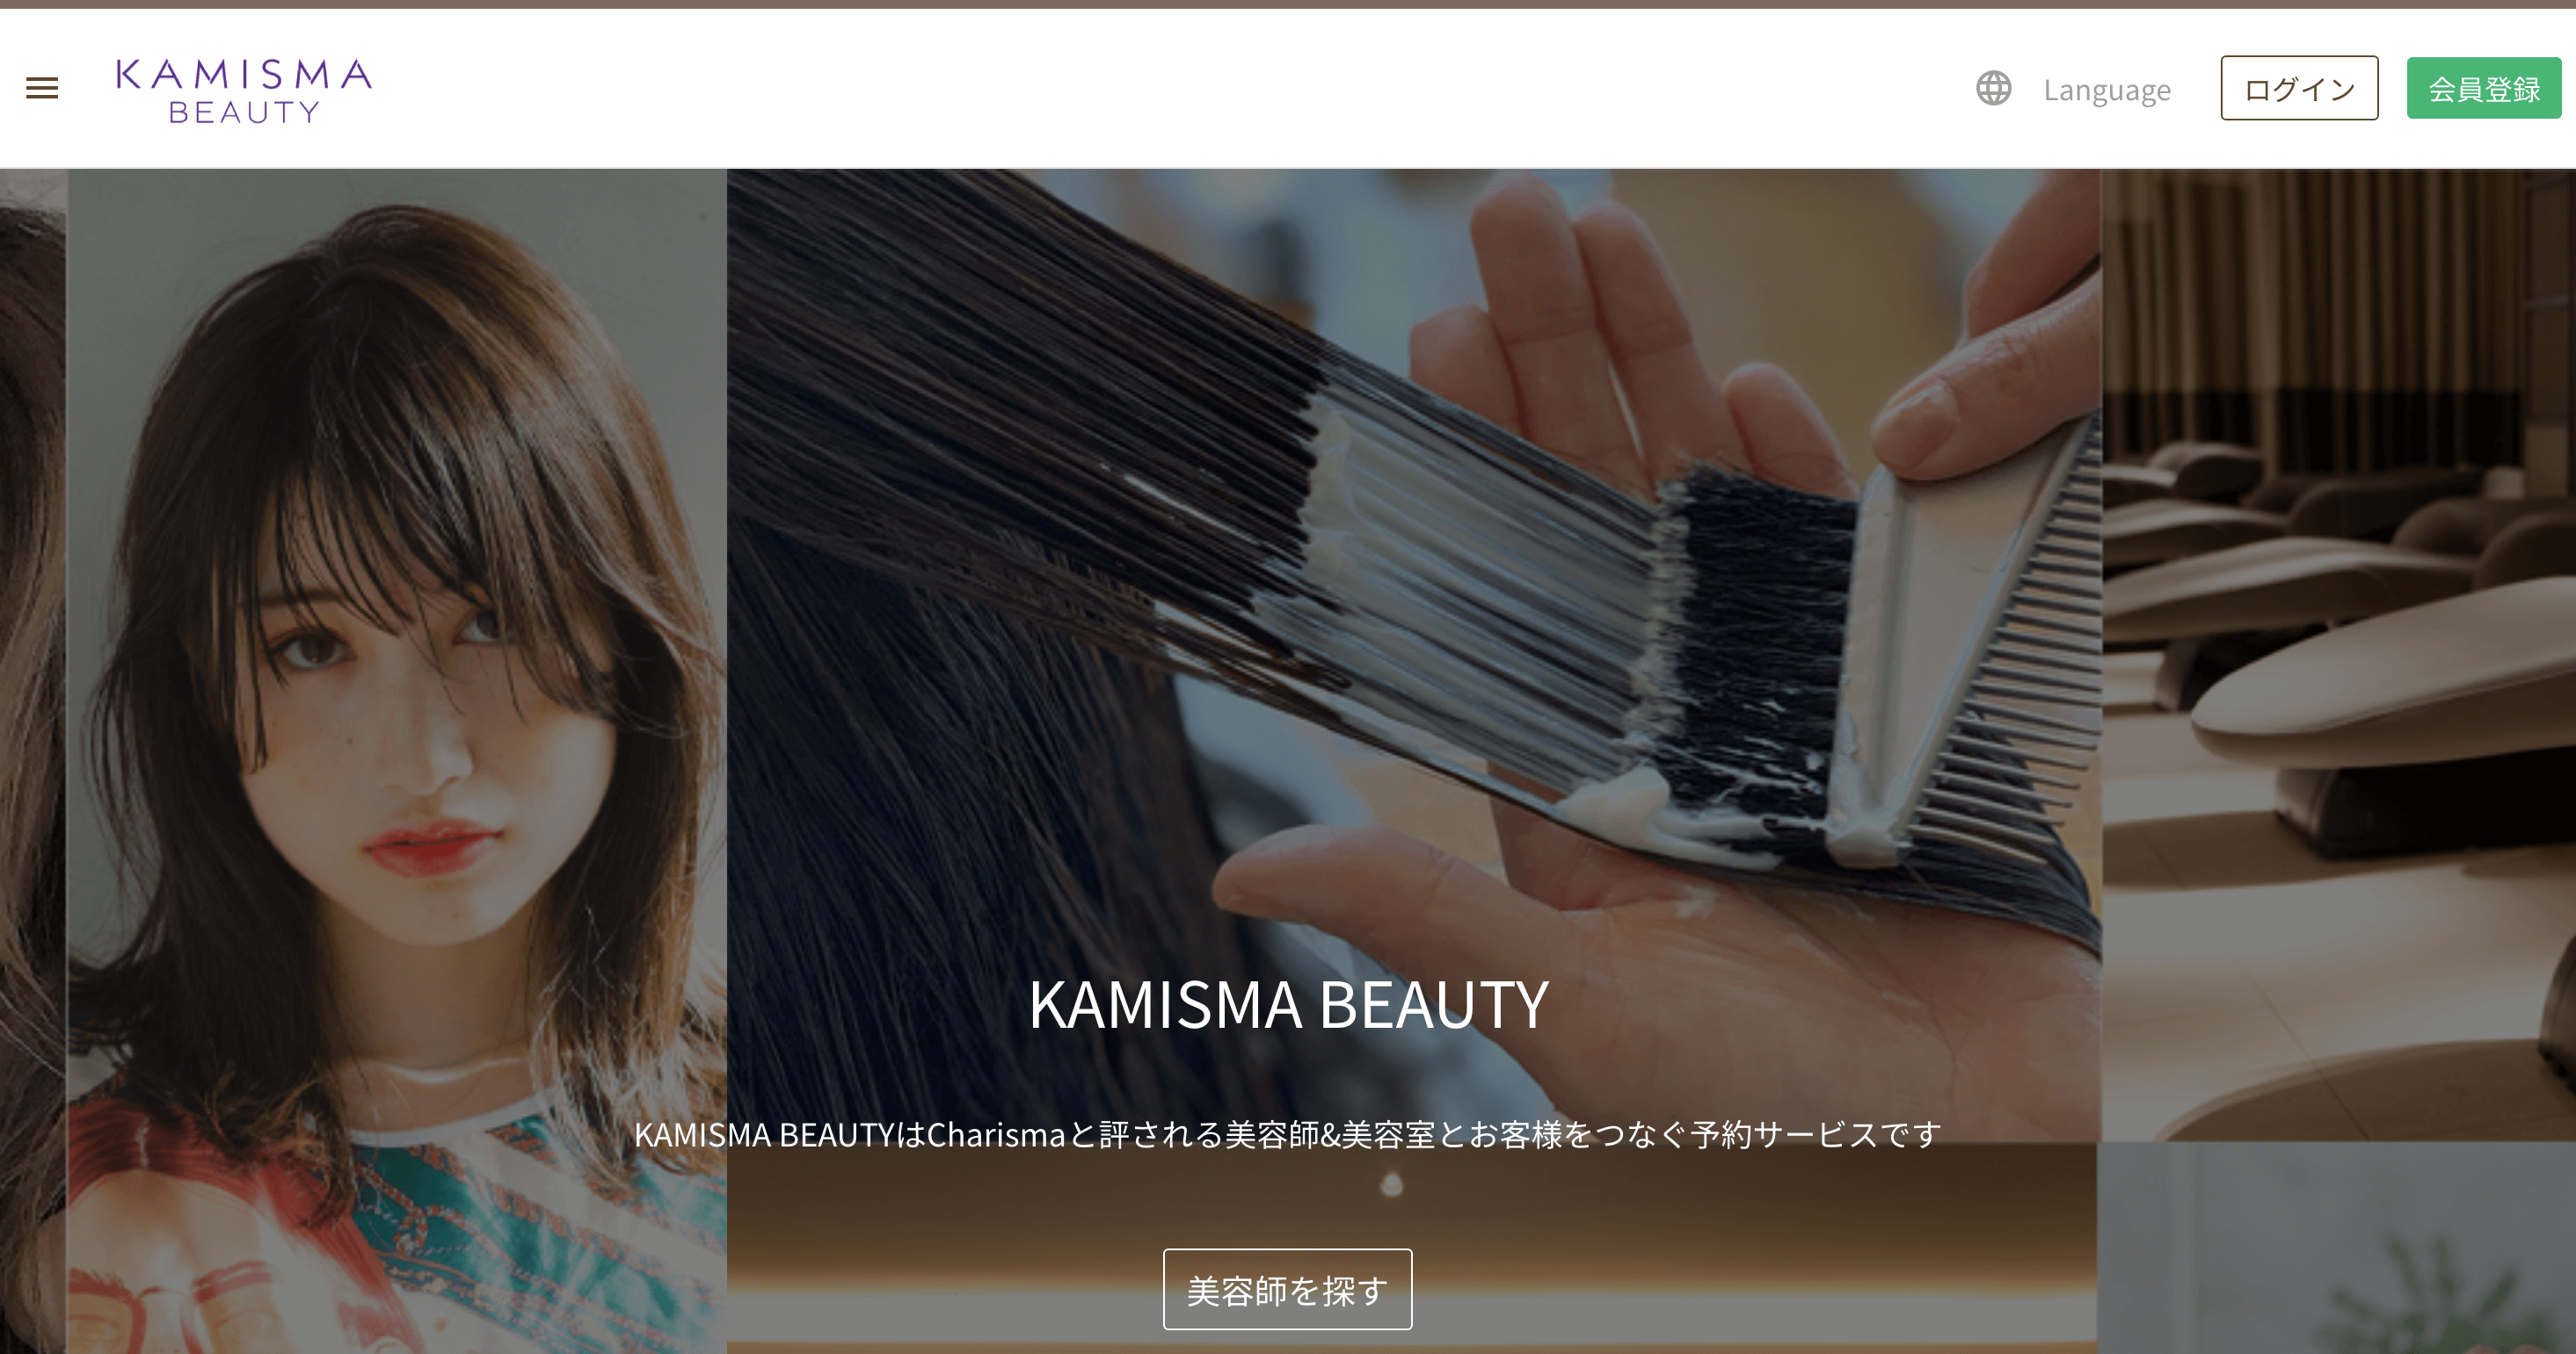 KAMISMA
BEAUTY
Language
ログイン
会員登録
KAMISMA BEAUTY
KAMISMA BEAUTYはCharismaと評される美容師&美容室とお客様をつなぐ予約サービスです
美容師を探す